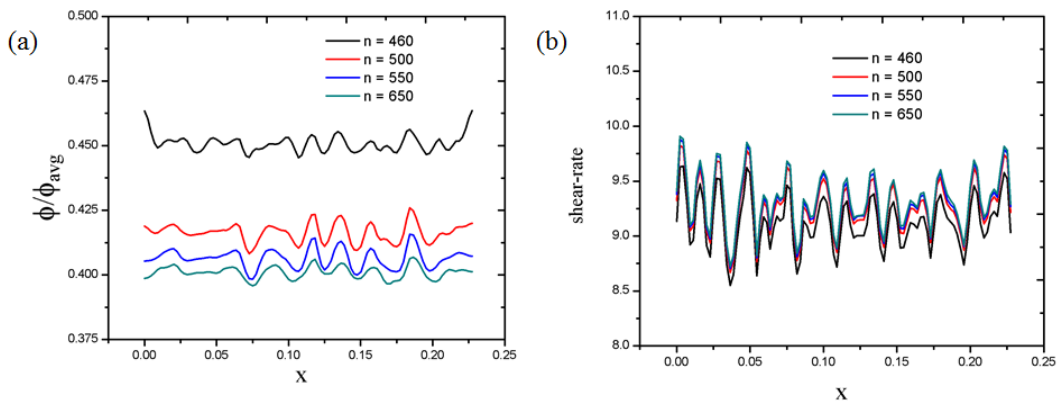 (a)
ϕ/ϕavg
0.500
0.475
0.450
0.425
0.400
0.375
n = 460
n = 500
n = 550
n = 650
0.00 0.05 0.10 0.15 0.20 0.25
x
(b)
shear-rate
11.0
10.5
10.0
9.5
9.0
8.5
8.0
n = 460
n = 500
n = 550
n = 650
0.00 0.05 0.10 0.15 0.20 0.25
x